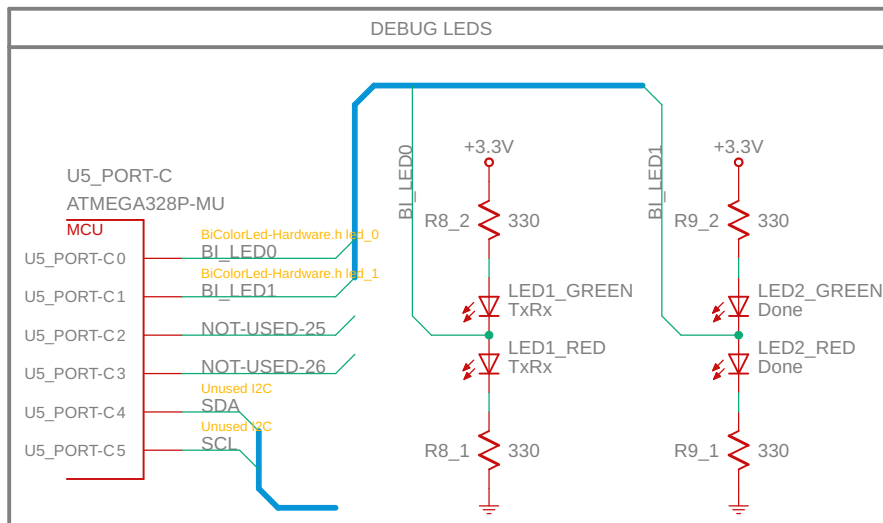 DEBUG LEDS
U5_PORT-C
ATMEGA328P-MU
MCU
U5_PORT-C0
BiColorLed-Hardware.h led_0
BI_LED0
U5_PORT-C1
BiColorLed-Hardware.h led_1
BI_LED1
U5_PORT-C2
NOT-USED-25
U5_PORT-C3
NOT-USED-26
U5_PORT-C4
Unused I2C
SDA
U5_PORT-C5
Unused I2C
SCL
BI_LED0
+3.3V
R8_2 330
LED1_GREEN
TxRx
LED1_RED
TxRx
R8_1 330
BI_LED1
+3.3V
R9_2 330
LED2_GREEN
Done
LED2_RED
Done
R9_1 330